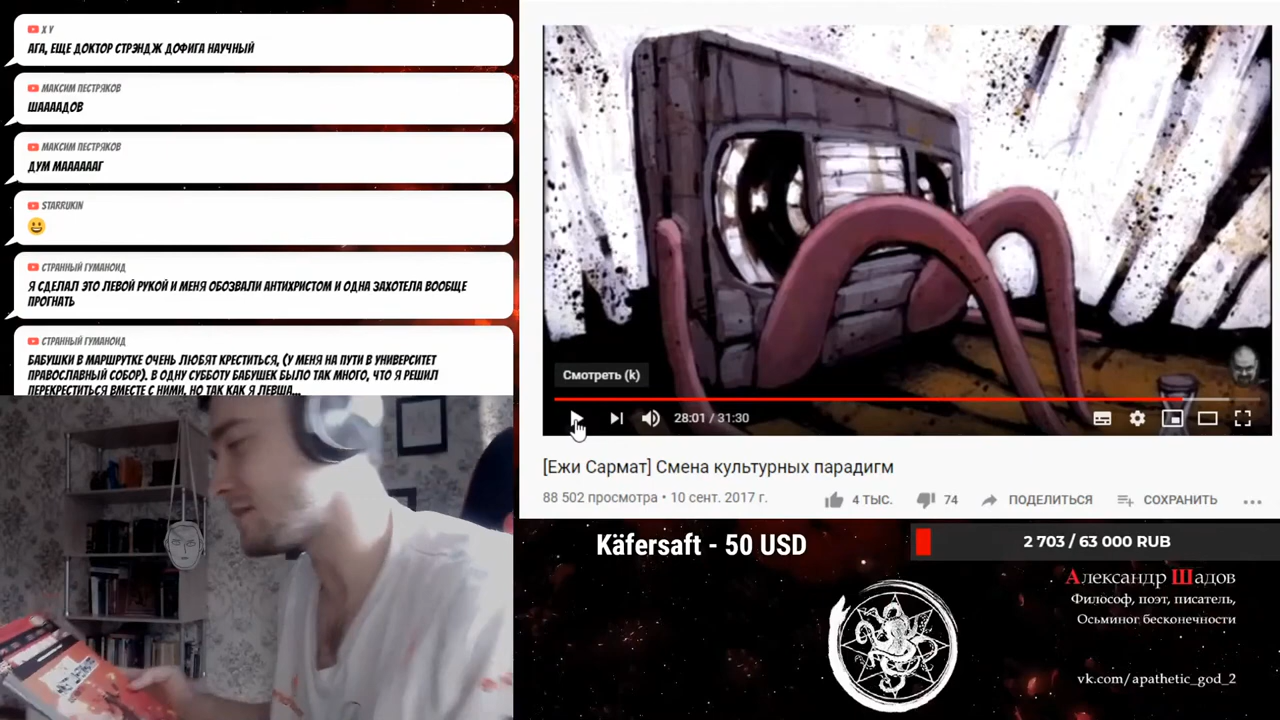 X Y
АГА, ЕЩЕ ДОКТОР СТРЭНДЖ ДОФИГА НАУЧНЫЙ
МАКСИМ ПЕСТРЯКОВ
ШААААДОВ
МАКСИМ ПЕСТРЯКОВ
ДУМ МААААААГ
STARRUKIN
😀
СТРАННЫЙ ГУМАНОИД
Я СДЕЛАЛ ЭТО ЛЕВОЙ РУКОЙ И МЕНЯ ОБОЗВАЛИ АНТИХРИСТОМ И ОДНА ЗАХОТЕЛА ВООБЩЕ
ПРОГНАТЬ
СТРАННЫЙ ГУМАНОИД
БАБУШКИ В МАРШРУТКЕ ОЧЕНЬ ЛЮБЯТ КРЕСТИТЬСЯ, (У МЕНЯ НА ПУТИ В УНИВЕРСИТЕТ
ПРАВОСЛАВНЫЙ СОБОР). В ОДНУ СУББОТУ БАБУШЕК БЫЛО ТАК МНОГО, ЧТО Я РЕШИЛ
ПЕРЕКРЕСТИТЬСЯ ВМЕСТЕ С НИМИ, НО ТАК КАК Я ЛЕВША...
Смотреть (k)
28:01 / 31:30
[Ежи Сармат] Смена культурных парадигм
88 502 просмотра • 10 сент. 2017 г.
4 ТЫС.
74
ПОДЕЛИТЬСЯ
СОХРАНИТЬ
Käfersaft - 50 USD
2 703 / 63 000 RUB
Александр Шадов
Философ, поэт, писатель,
Осьминог бесконечности
vk.com/apathetic_god_2